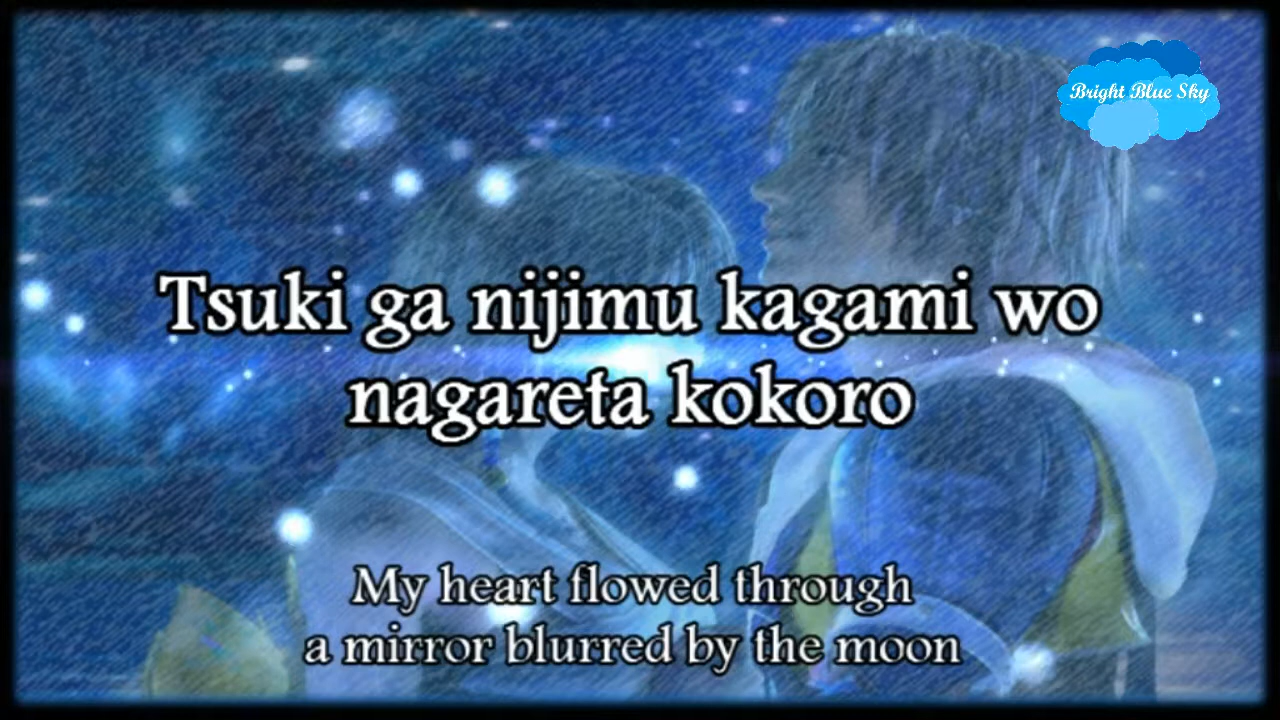 Bright Blue Sky
Tsuki ga nijimu kagami wo
nagareta kokoro
My heart flowed through
a mirror blurred by the moon